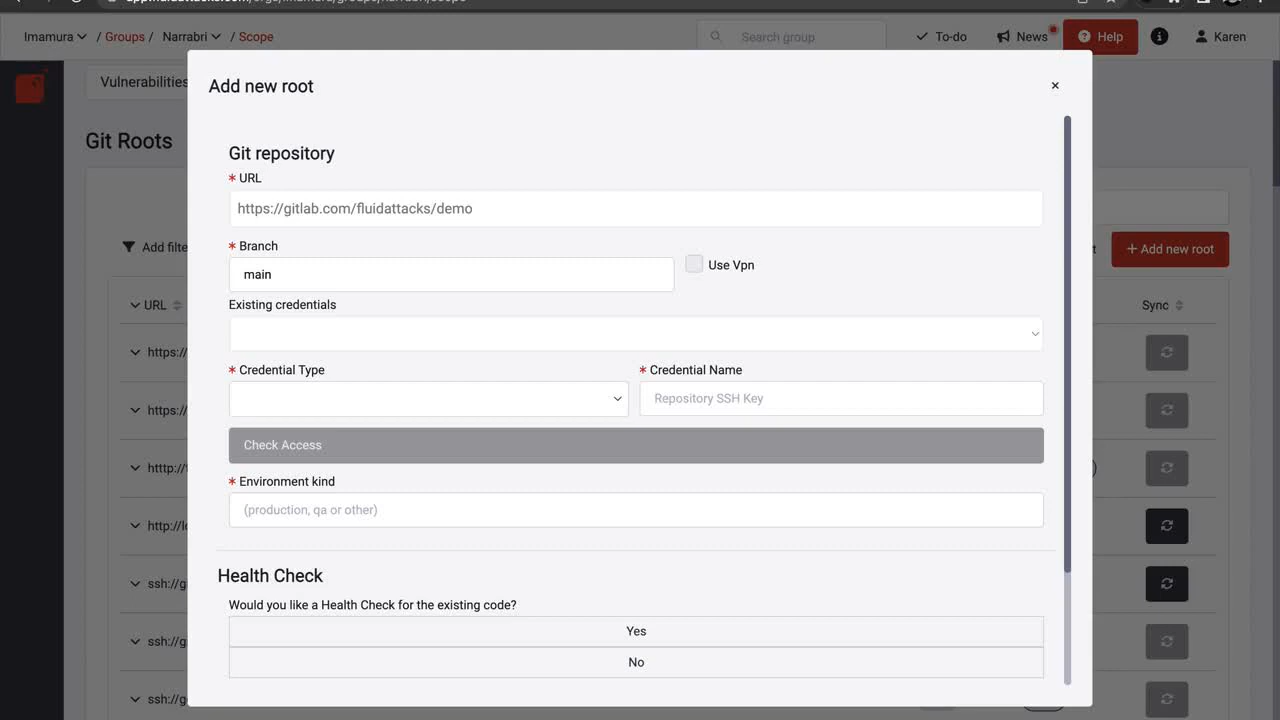 Imamura / Groups / Narrabri / Scope Search group To-do News Help Karen
Vulnerabilities
Add new root ×
Git Roots
Git repository
* URL
https://gitlab.com/fluidattacks/demo
* Branch
main Use Vpn
Add filte
+ Add new root
Existing credentials
URL Sync
* Credential Type * Credential Name
Repository SSH Key
https://
https://
Check Access
htttp://
* Environment kind
(production, qa or other)
Health Check
Would you like a Health Check for the existing code?
ssh://g
Yes
ssh://g
No
ssh://g